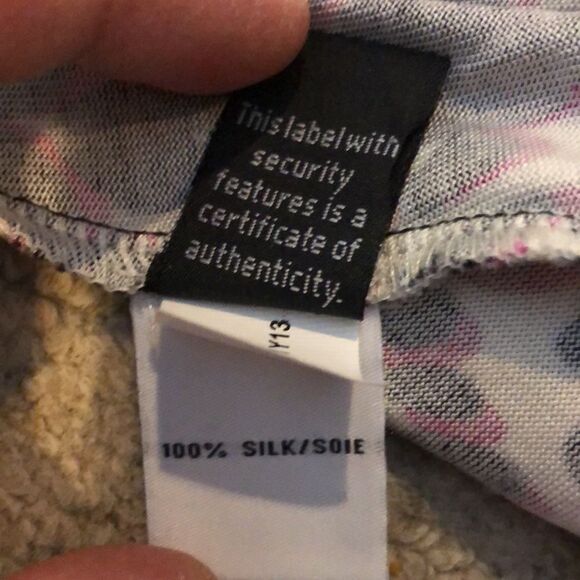 This label with
security
features is a
certificate of
authenticity.
Y13
100% SILK/SOIE